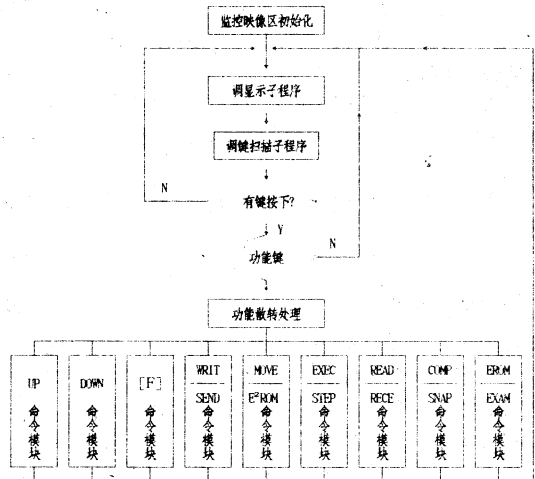 监控映像区初始化
调显示子程序
调键扫描子程序
N
有键按下?
Y
功能键
N
功能散转处理
UP
命令模块
DOWN
命令模块
[F]
命令模块
WRIT
SEND
命令模块
MOVE
E²ROM
命令模块
EXEC
STEP
命令模块
READ
RECE
命令模块
COMP
SNAP
命令模块
EROM
EXAM
命令模块